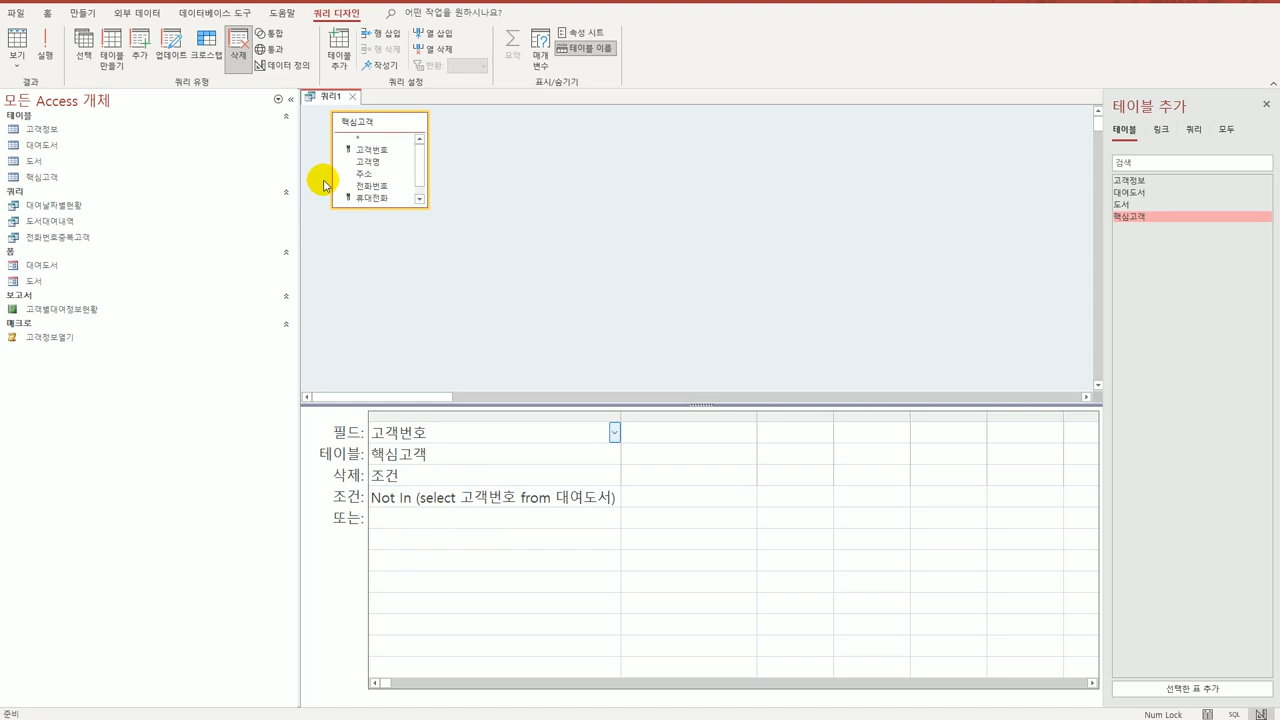 파일 홈 만들기 외부 데이터 데이터베이스 도구 도움말 쿼리 디자인 어떤 작업을 원하시나요?
보기
실행
결과
선택
테이블 만들기
추가
업데이트
크로스탭
삭제
통합
통과
데이터 정의
쿼리 유형
테이블 추가
행 삽입
행 삭제
작성기
열 삽입
열 삭제
반환:
쿼리 설정
요약
매개 변수
속성 시트
테이블 이름
표시/숨기기
모든 Access 개체
테이블
고객정보
대여도서
도서
핵심고객
쿼리
대여날짜별현황
도서대여내역
전화번호중복고객
폼
대여도서
도서
보고서
고객별대여정보현황
매크로
고객정보열기
쿼리1
핵심고객
*
고객번호
고객명
주소
전화번호
휴대전화
필드: 고객번호
테이블: 핵심고객
삭제: 조건
조건: Not In (select 고객번호 from 대여도서)
또는:
테이블 추가
테이블 링크 쿼리 모두
검색
고객정보
대여도서
도서
핵심고객
선택한 표 추가
준비
Num Lock
SQL